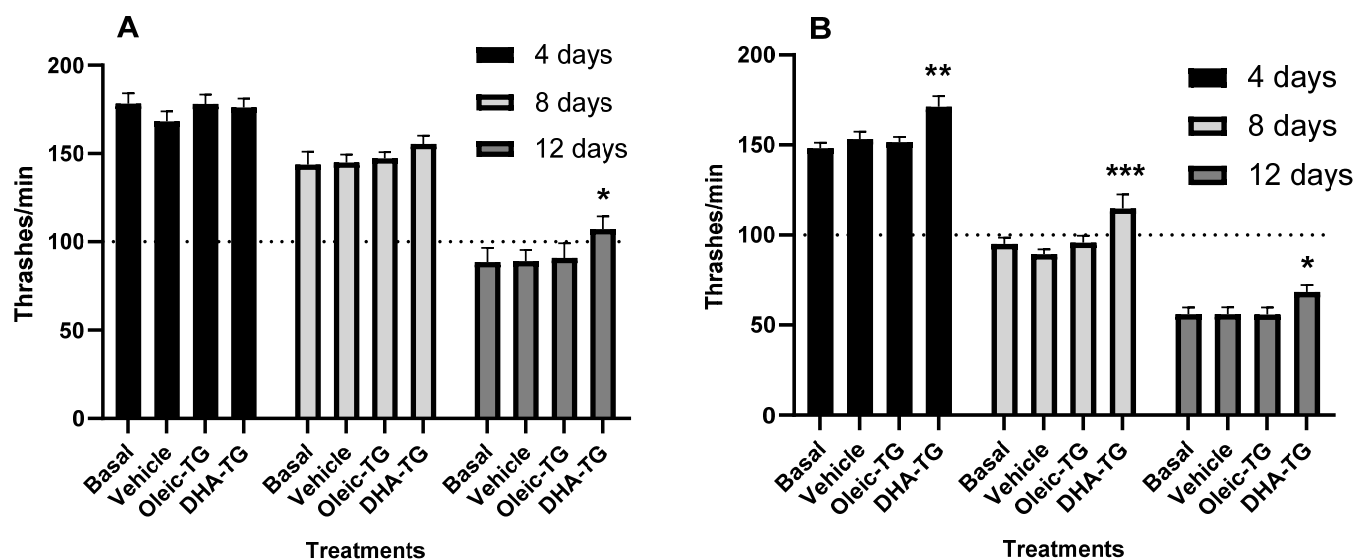 A
4 days
8 days
12 days
200
150
100
50
0
Thrashes/min
*
Basal
Vehicle
Oleic-TG
DHA-TG
Basal
Vehicle
Oleic-TG
DHA-TG
Basal
Vehicle
Oleic-TG
DHA-TG
Treatments
B
4 days
8 days
12 days
200
150
100
50
0
Thrashes/min
**
***
*
Basal
Vehicle
Oleic-TG
DHA-TG
Basal
Vehicle
Oleic-TG
DHA-TG
Basal
Vehicle
Oleic-TG
DHA-TG
Treatments